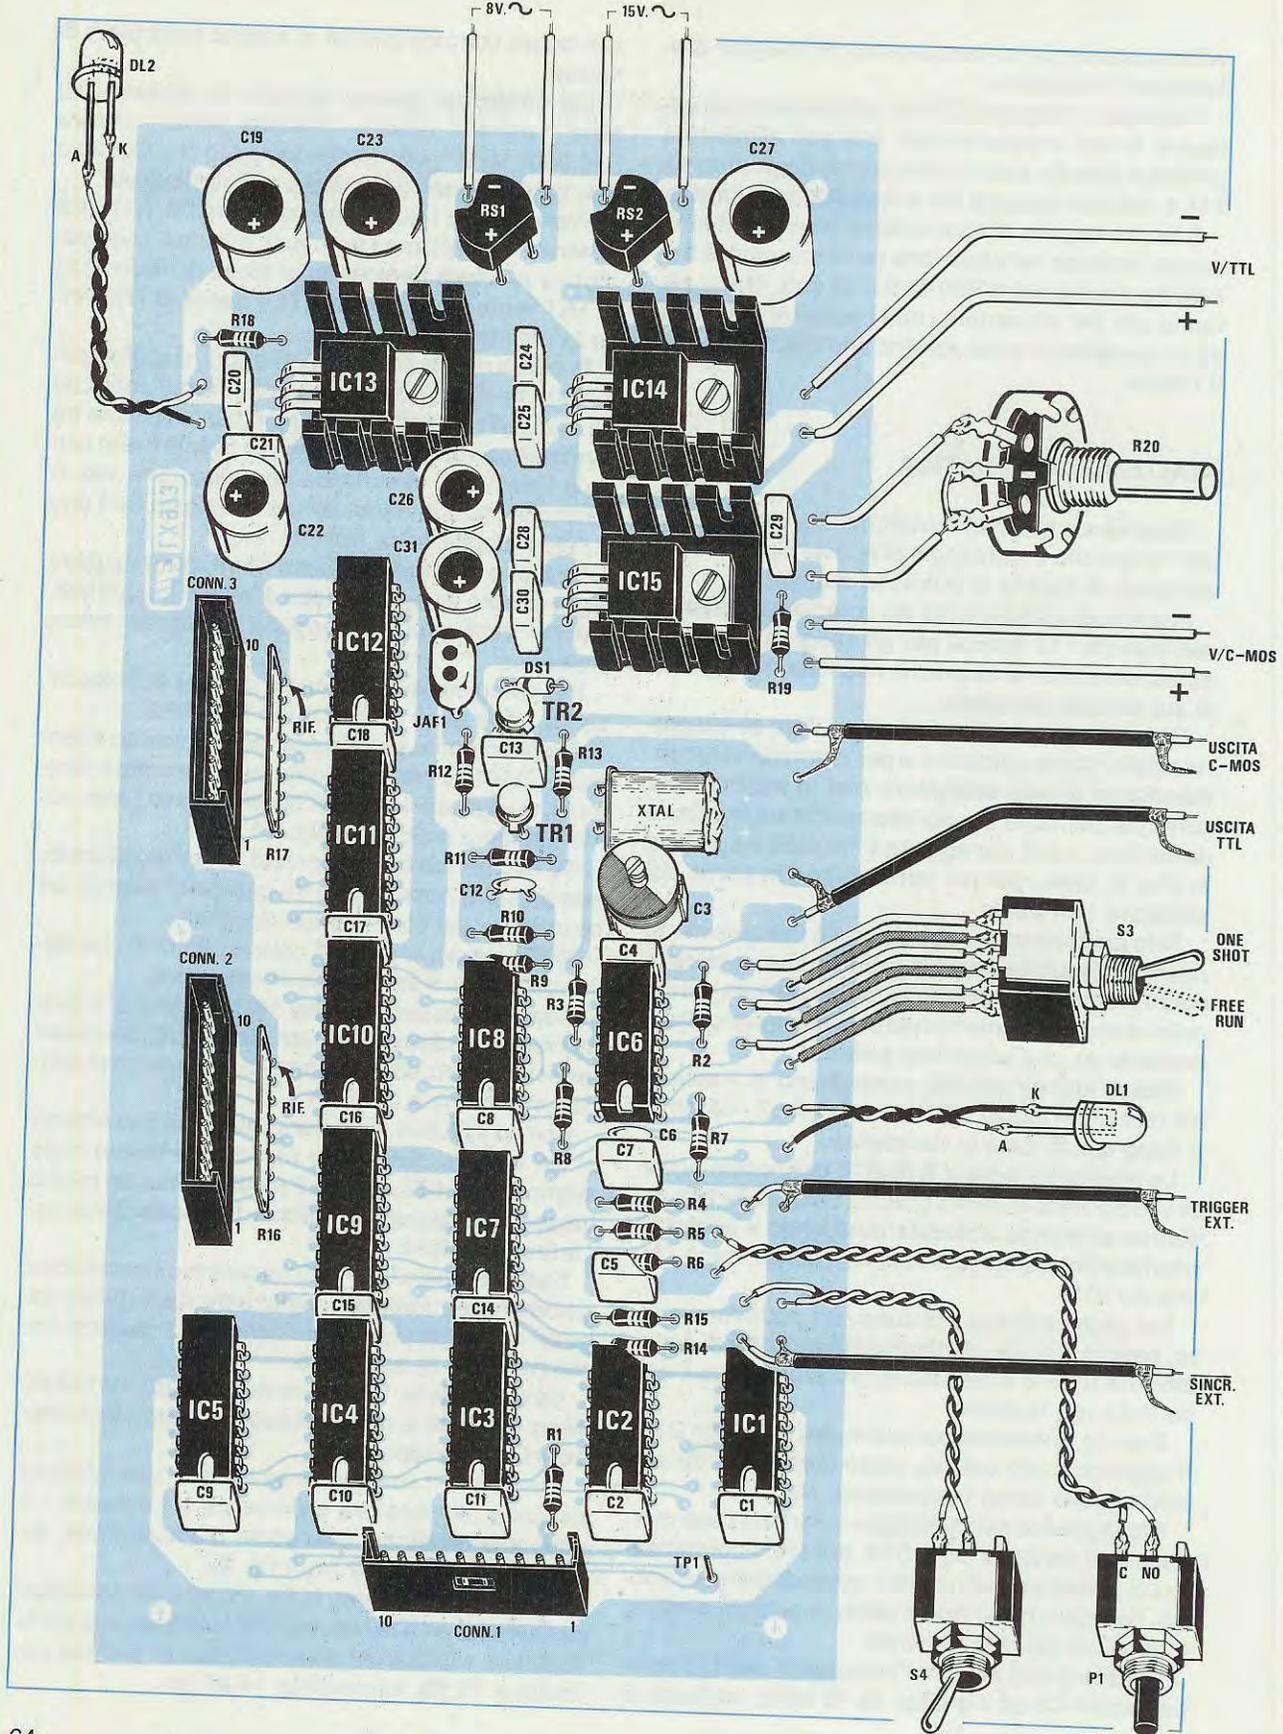 8V.
15V.
DL2
A
K
C19
C23
RS1
RS2
C27
V/TTL
R18
C20
IC13
C24
C25
IC14
C21
R20
C26
C22
C31
C28
C30
IC15
C29
CONN. 3
10
IC12
R19
V/C-MOS
RIF.
JAF1
DS1
TR2
C18
C13
R12
R13
USCITA
C-MOS
XTAL
IC11
TR1
USCITA
TTL
1
R17
R11
C12
C3
C17
R10
C4
S3
ONE
SHOT
CONN. 2
R9
10
R3
IC10
IC8
IC6
R2
FREE
RUN
RIF.
C16
C8
R8
C6
C7
R7
K
DL1
A
1
R16
IC9
IC7
R4
R5
C5
R6
TRIGGER
EXT.
C15
C14
R15
R14
SINCR.
EXT.
IC5
IC4
IC3
IC2
IC1
R1
C9
C10
C11
C2
C1
TP1
C NO
10
CONN.1
1
S4
P1
64